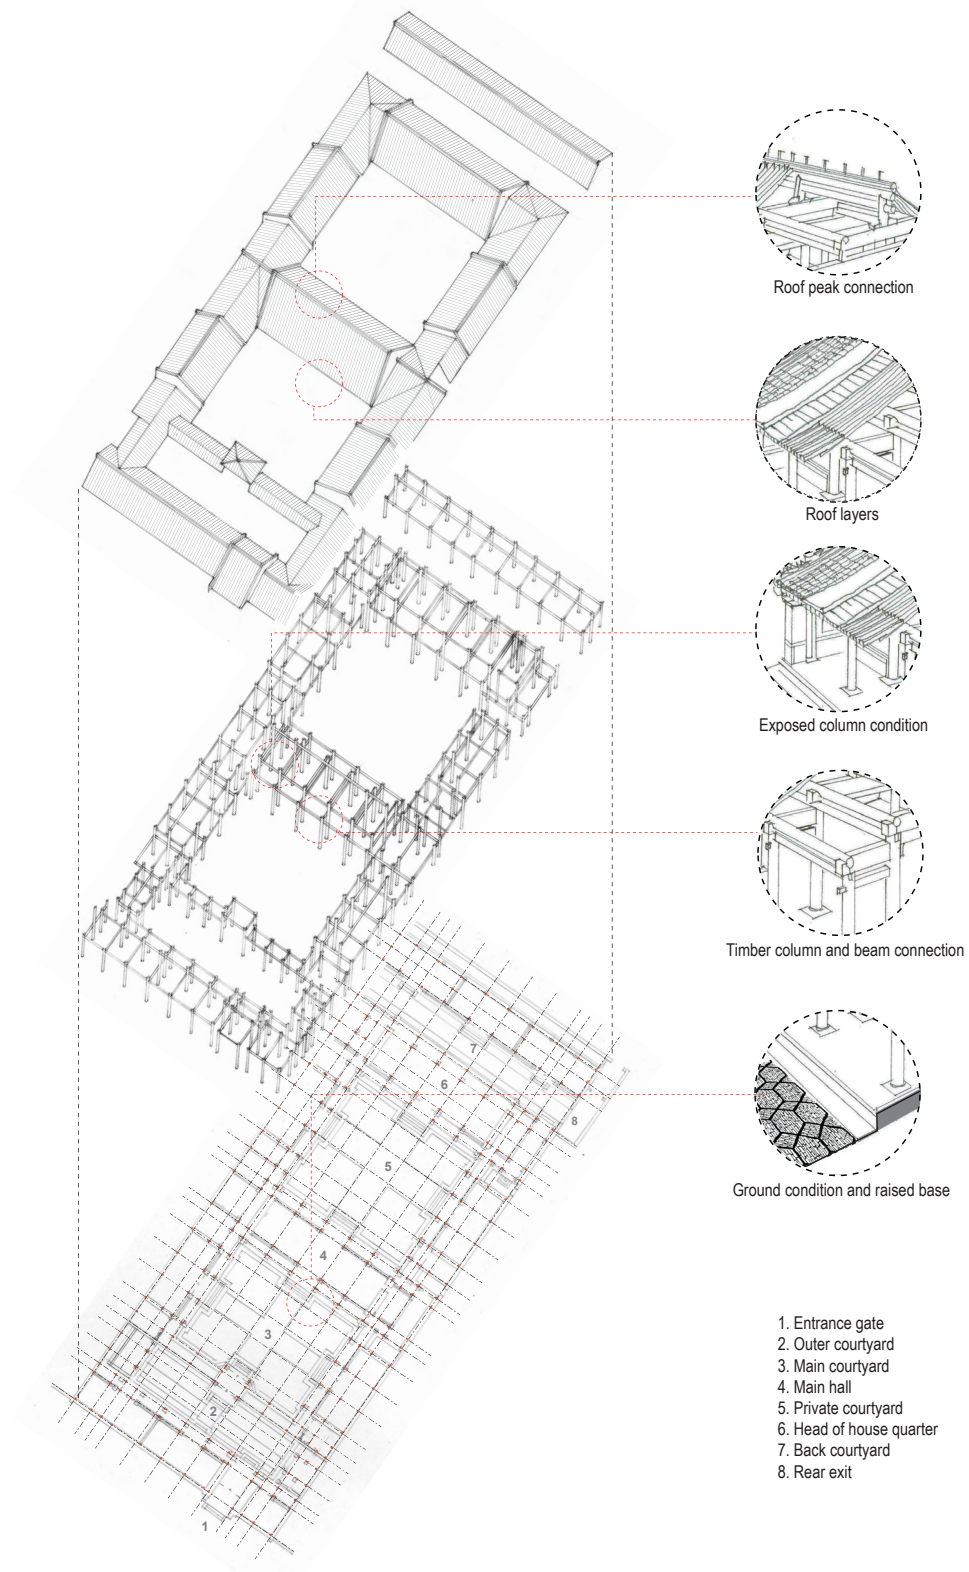 Roof peak connection
Roof layers
Exposed column condition
Timber column and beam connection
Ground condition and raised base
7
6
8
5
4
3
2
1
1. Entrance gate
2. Outer courtyard
3. Main courtyard
4. Main hall
5. Private courtyard
6. Head of house quarter
7. Back courtyard
8. Rear exit